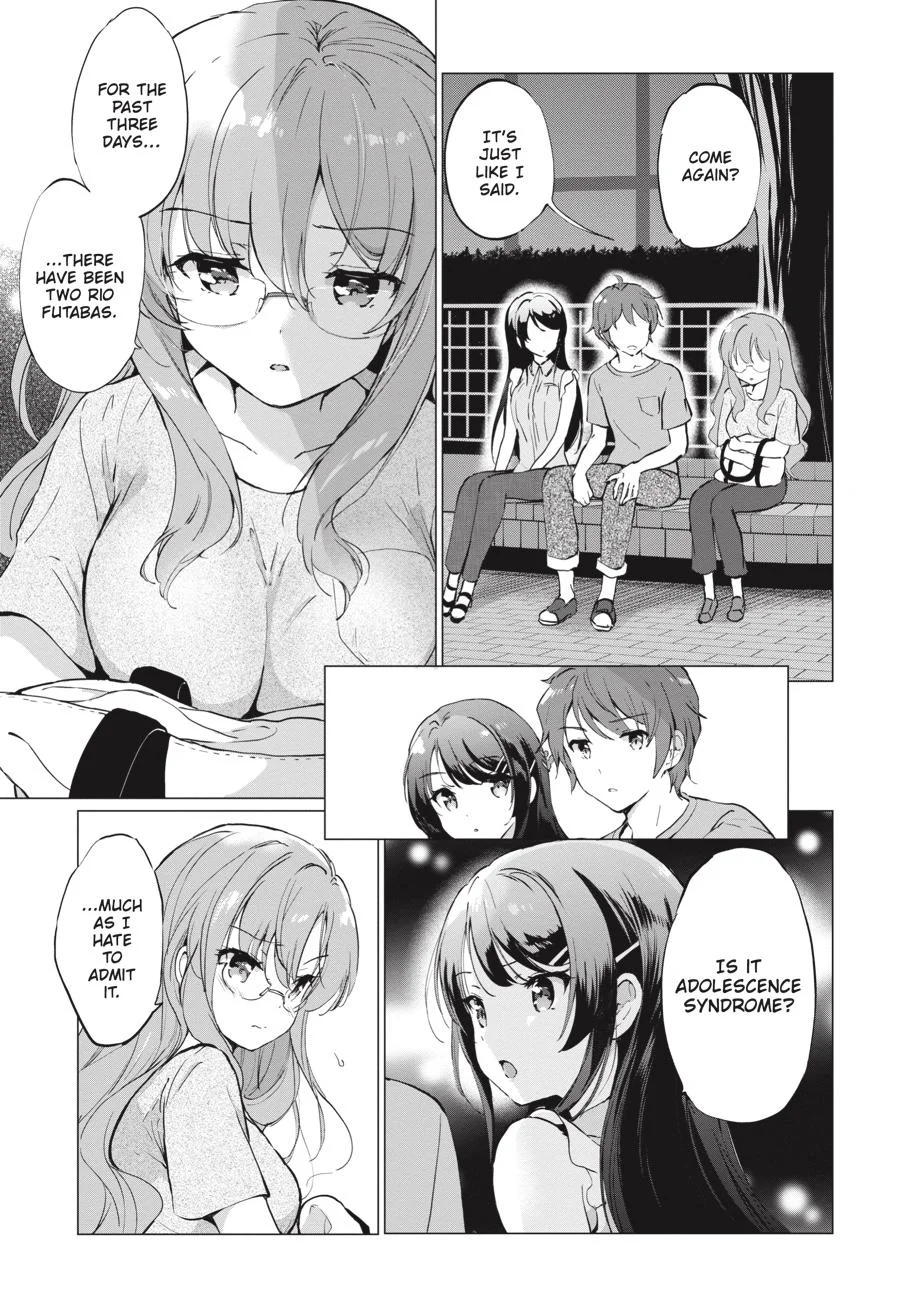 COME
AGAIN?
IT'S
JUST
LIKE I
SAID.
FOR THE
PAST
THREE
DAYS...
...THERE
HAVE BEEN
TWO RIO
FUTABAS.
IS IT
ADOLESCENCE
SYNDROME?
...MUCH
AS I
HATE
TO
ADMIT
IT.